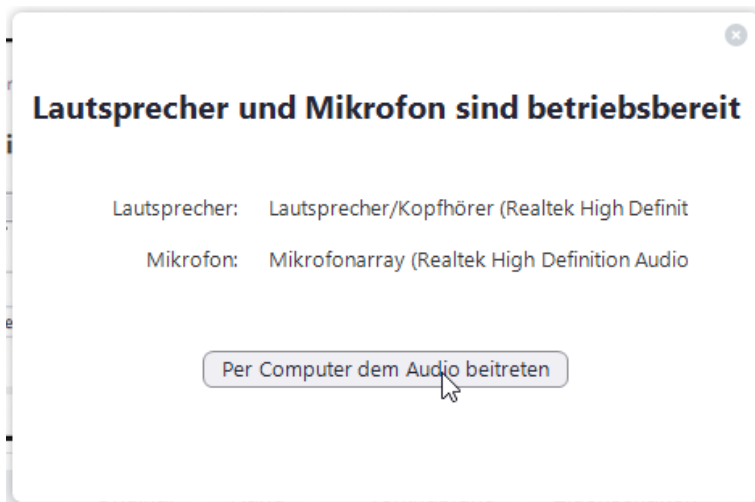 Lautsprecher und Mikrofon sind betriebsbereit
Lautsprecher: Lautsprecher/Kopfhörer (Realtek High Definit
Mikrofon: Mikrofonarray (Realtek High Definition Audio
Per Computer dem Audio beitreten